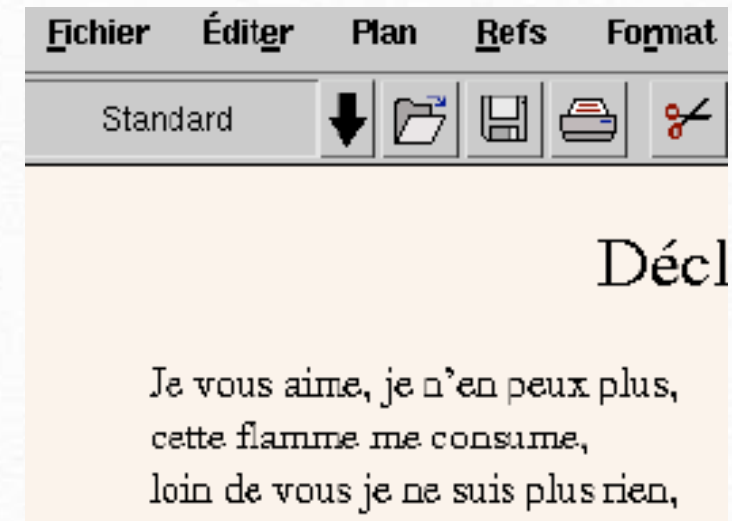 Fichier Éditer Plan Refs Format
Standard
Décl
Je vous aime, je n'en peux plus,
cette flamme me consume,
loin de vous je ne suis plus rien,